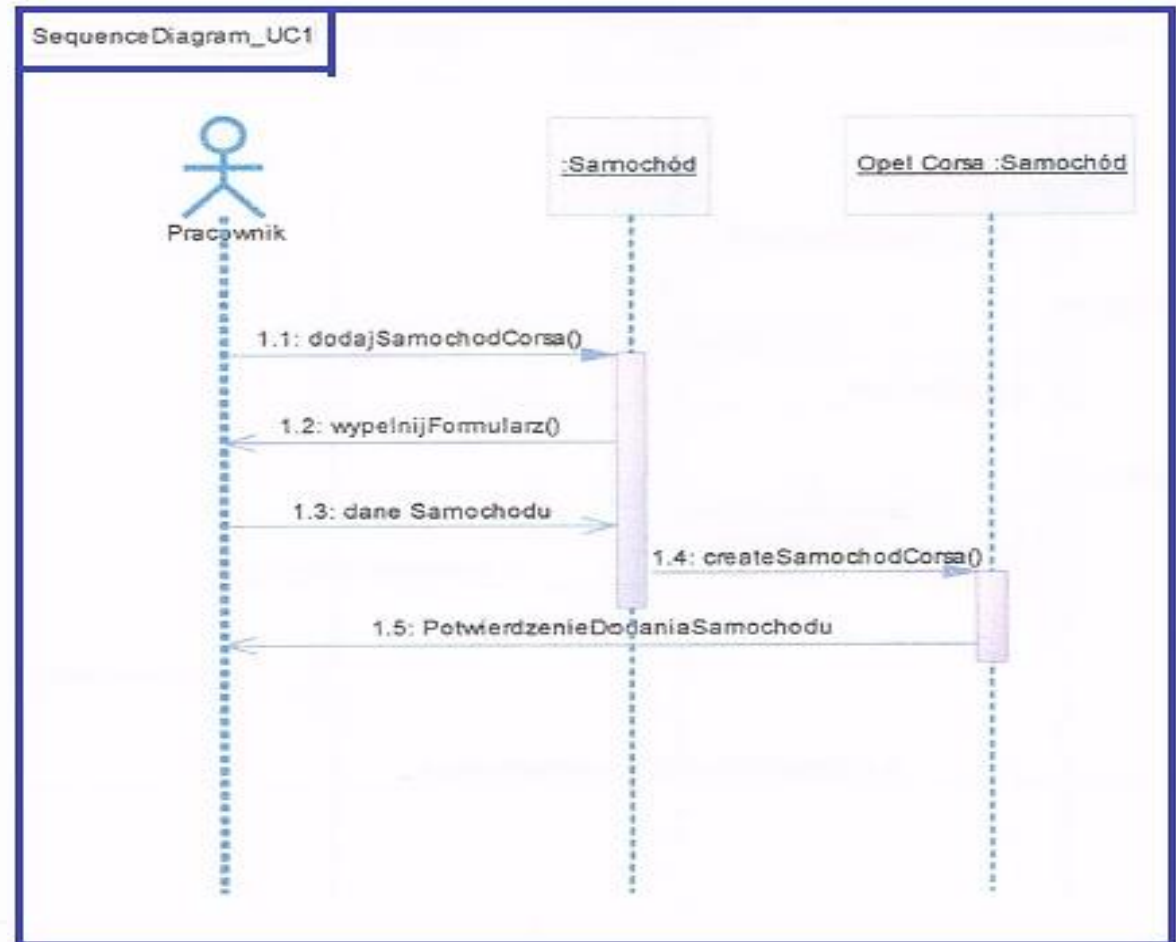 SequenceDiagram_UC1
:Samochód
Opel Corsa :Samochód
Pracownik
1.1: dodajSamochodCorsa()
1.2: wypelnijFormularz()
1.3: dane Samochodu
1.4: createSamochodCorsa()
1.5: PotwierdzenieDodaniaSamochodu